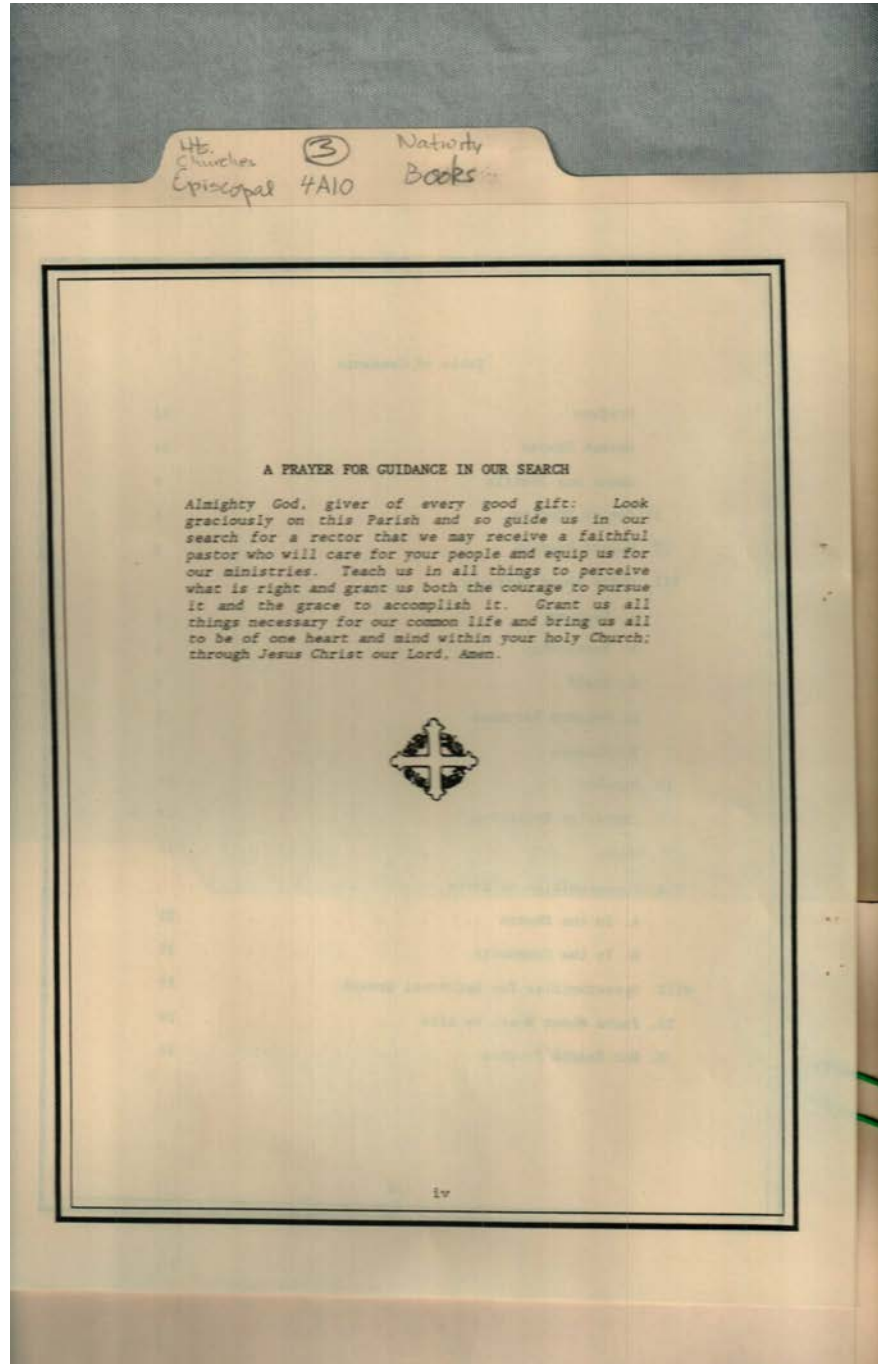 Hts.
Churches
Episcopal
3
4A10
Nativity
Books
A PRAYER FOR GUIDANCE IN OUR SEARCH
Almighty God, giver of every good gift: Look
graciously on this Parish and so guide us in our
search for a rector that we may receive a faithful
pastor who will care for your people and equip us for
our ministries. Teach us in all things to perceive
what is right and grant us both the courage to pursue
it and the grace to accomplish it. Grant us all
things necessary for our common life and bring us all
to be of one heart and mind within your holy Church;
through Jesus Christ our Lord, Amen.
iv